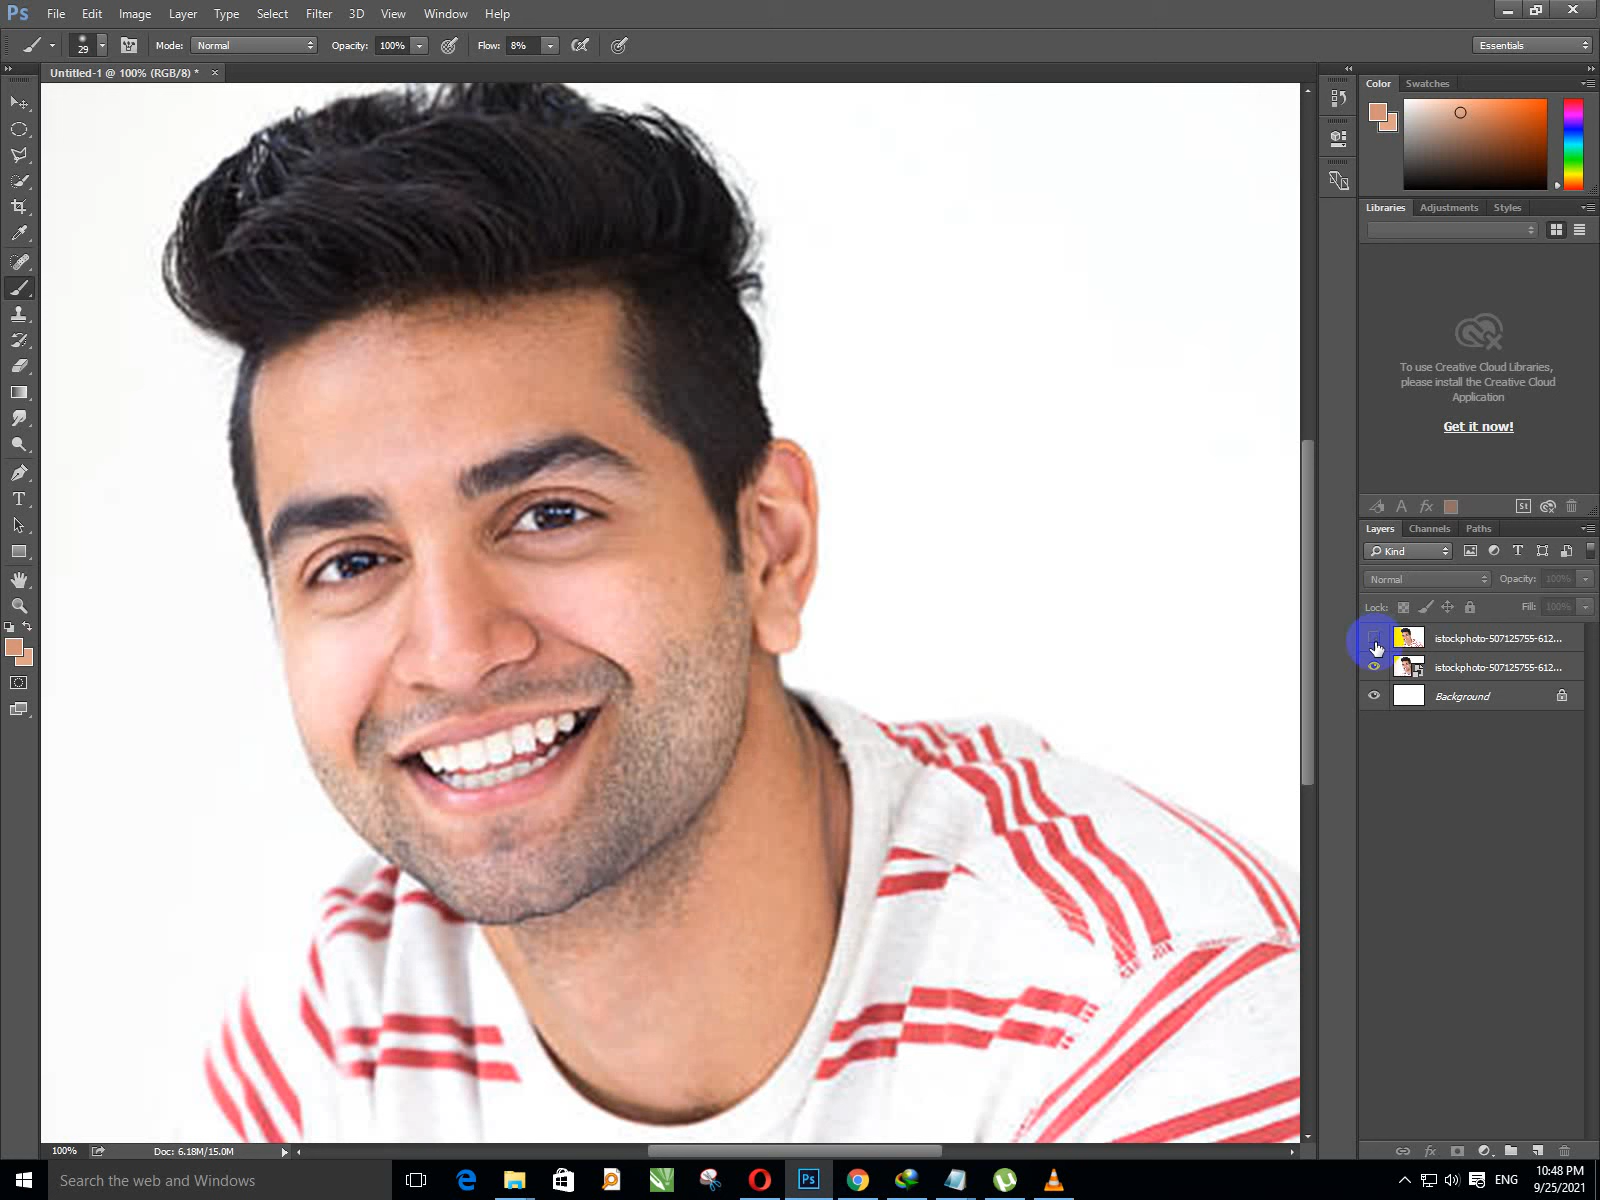 Ps File Edit Image Layer Type Select Filter 3D View Window Help
29 Mode: Normal Opacity: 100% Flow: 8% Essentials
Untitled-1 @ 100% (RGB/8) * ×
Color Swatches
Libraries Adjustments Styles
To use Creative Cloud Libraries,
please install the Creative Cloud
Application
Get it now!
St
Layers Channels Paths
Kind
Normal Opacity: 100%
Lock: Fill: 100%
istockphoto-507125755-612...
istockphoto-507125755-612...
Background
100% Doc: 6.18M/15.0M
Search the web and Windows
Ps
ENG
10:48 PM
9/25/2021